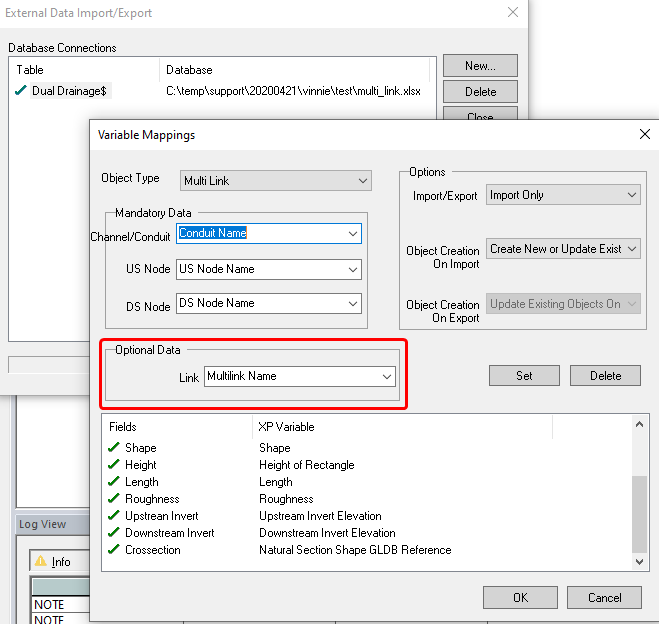 External Data Import/Export
Database Connections
Table Database
Dual Drainage$ C:\temp\support\20200421\vinnie\test\multi_link.xlsx
New...
Delete
Close
Variable Mappings
Object Type Multi Link
Mandatory Data
Channel/Conduit Conduit Name
US Node US Node Name
DS Node DS Node Name
Options
Import/Export Import Only
Object Creation On Import Create New or Update Exist
Object Creation On Export Update Existing Objects On
Optional Data
Link Multilink Name
Set Delete
Fields XP Variable
Shape Shape
Height Height of Rectangle
Length Length
Roughness Roughness
Upstrean Invert Upstream Invert Elevation
Downstream Invert Downstream Invert Elevation
Crossection Natural Section Shape GLDB Reference
OK Cancel
Log View
Info
NOTE
NOTE